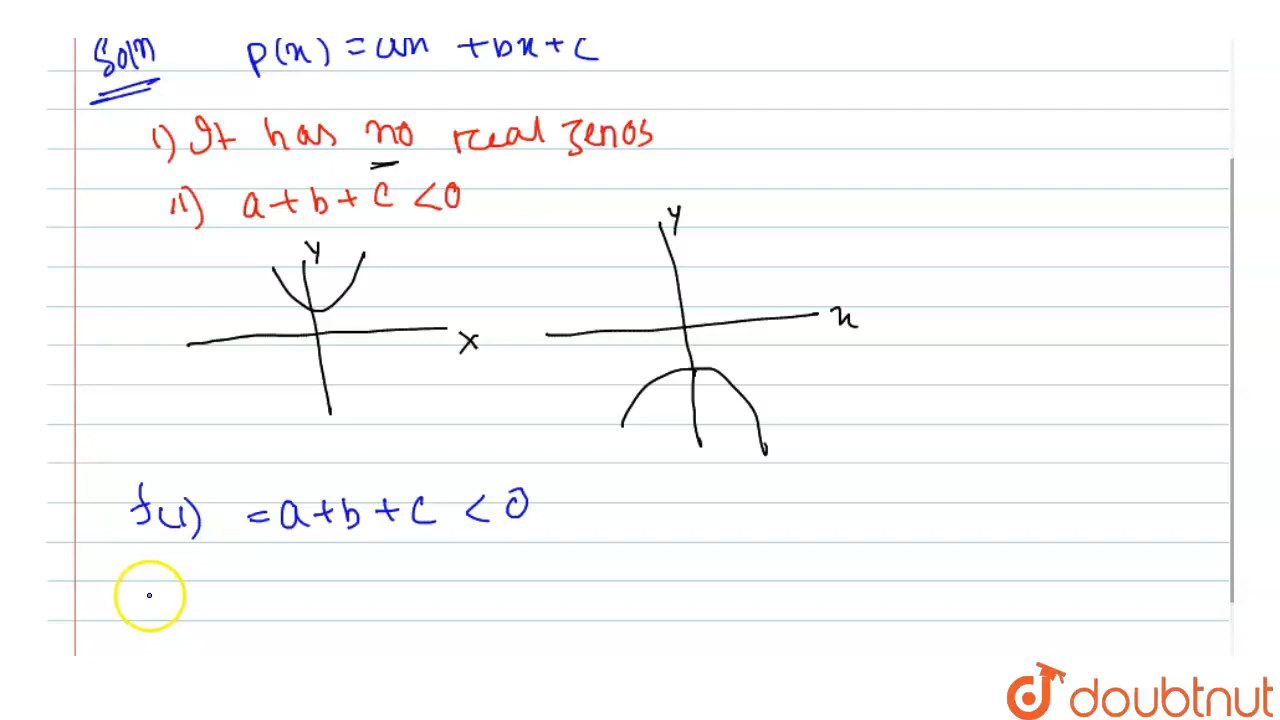 Soln P(x) = ax + bx + c
i) It has no real zeros
ii) a + b + c < 0
y
y
x
x
f(1) = a + b + c < 0
doubtnut